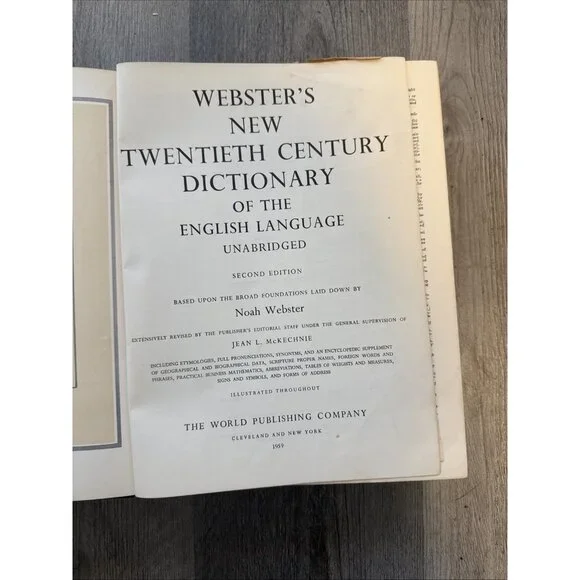 WEBSTER'S
NEW
TWENTIETH CENTURY
DICTIONARY
OF THE
ENGLISH LANGUAGE
UNABRIDGED
SECOND EDITION
BASED UPON THE BROAD FOUNDATIONS LAID DOWN BY
Noah Webster
EXTENSIVELY REVISED BY THE PUBLISHER'S EDITORIAL STAFF UNDER THE GENERAL SUPERVISION OF
JEAN L. McKECHNIE
INCLUDING ETYMOLOGIES, FULL PRONUNCIATIONS, SYNONYMS, AND AN ENCYCLOPEDIC SUPPLEMENT
OF GEOGRAPHICAL AND BIOGRAPHICAL DATA, SCRIPTURE PROPER NAMES, FOREIGN WORDS AND
PHRASES, PRACTICAL BUSINESS MATHEMATICS, ABBREVIATIONS, TABLES OF WEIGHTS AND MEASURES,
SIGNS AND SYMBOLS, AND FORMS OF ADDRESS
ILLUSTRATED THROUGHOUT
THE WORLD PUBLISHING COMPANY
CLEVELAND AND NEW YORK
1959